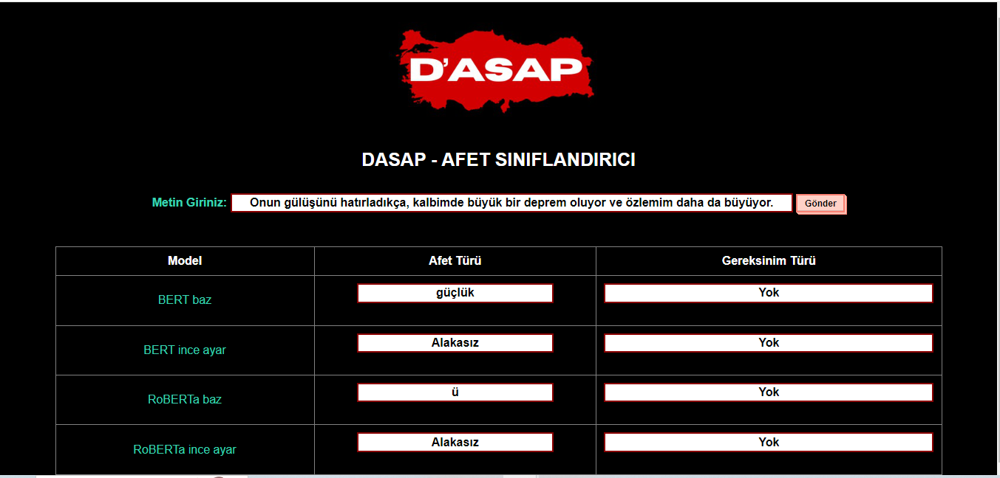 D'ASAP
DASAP - AFET SINIFLANDIRICI
Metin Giriniz: Onun gülüşünü hatırladıkça, kalbimde büyük bir deprem oluyor ve özlemim daha da büyüyor. Gönder
Model Afet Türü Gereksinim Türü
BERT baz güçlük Yok
BERT ince ayar Alakasız Yok
RoBERTa baz ü Yok
RoBERTa ince ayar Alakasız Yok